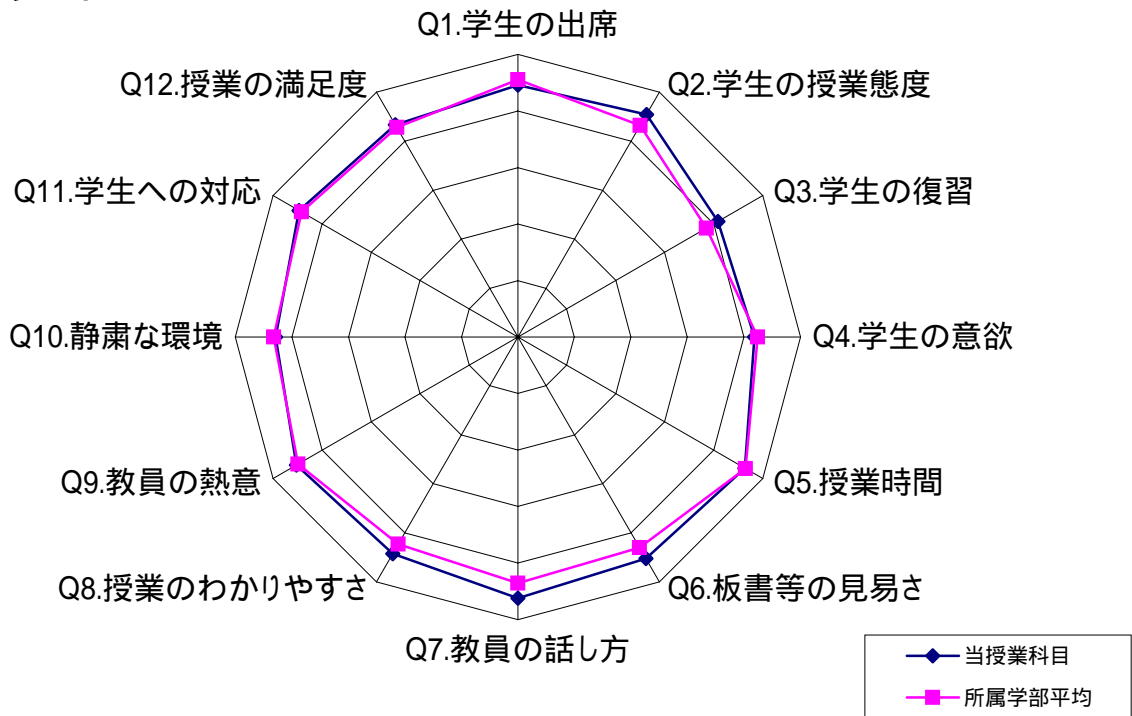 Q1.学生の出席
Q2.学生の授業態度
Q3.学生の復習
Q4.学生の意欲
Q5.授業時間
Q6.板書等の見易さ
Q7.教員の話し方
Q8.授業のわかりやすさ
Q9.教員の熱意
Q10.静粛な環境
Q11.学生への対応
Q12.授業の満足度
当授業科目
所属学部平均